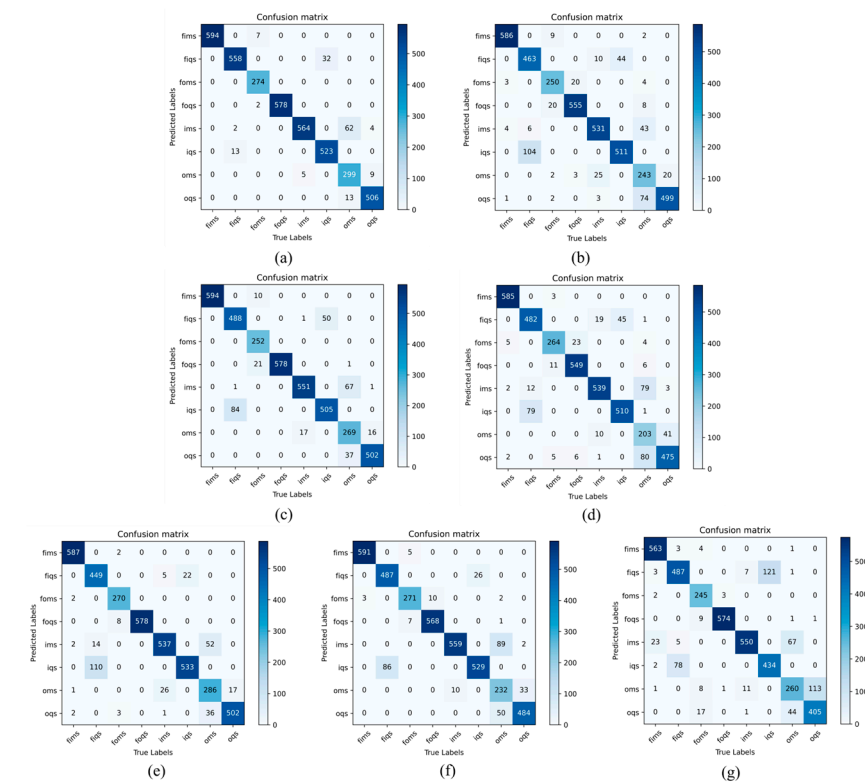 Confusion matrix
Predicted Labels
fims 594 0 7 0 0 0 0 0
fiqs 0 558 0 0 0 32 0 0
foms 0 0 274 0 0 0 0 0
foqs 0 0 2 578 0 0 0 0
ims 0 2 0 0 564 0 62 4
iqs 0 13 0 0 0 523 0 0
oms 0 0 0 0 5 0 299 9
oqs 0 0 0 0 0 0 13 506
fims fiqs foms foqs ims iqs oms oqs
True Labels
500
400
300
200
100
0
(a)
Confusion matrix
Predicted Labels
fims 586 0 9 0 0 0 2 0
fiqs 0 463 0 0 10 44 0 0
foms 3 0 250 20 0 0 4 0
foqs 0 0 20 555 0 0 8 0
ims 4 6 0 0 531 0 43 0
iqs 0 104 0 0 0 511 0 0
oms 0 0 2 3 25 0 243 20
oqs 1 0 2 0 3 0 74 499
fims fiqs foms foqs ims iqs oms oqs
True Labels
500
400
300
200
100
0
(b)
Confusion matrix
Predicted Labels
fims 594 0 10 0 0 0 0 0
fiqs 0 488 0 0 1 50 0 0
foms 0 0 252 0 0 0 0 0
foqs 0 0 21 578 0 0 1 0
ims 0 1 0 0 551 0 67 1
iqs 0 84 0 0 0 505 0 0
oms 0 0 0 0 17 0 269 16
oqs 0 0 0 0 0 0 37 502
fims fiqs foms foqs ims iqs oms oqs
True Labels
500
400
300
200
100
0
(c)
Confusion matrix
Predicted Labels
fims 585 0 3 0 0 0 0 0
fiqs 0 482 0 0 19 45 1 0
foms 5 0 264 23 0 0 4 0
foqs 0 0 11 549 0 0 6 0
ims 2 12 0 0 539 0 79 3
iqs 0 79 0 0 0 510 1 0
oms 0 0 0 0 10 0 203 41
oqs 2 0 5 6 1 0 80 475
fims fiqs foms foqs ims iqs oms oqs
True Labels
500
400
300
200
100
0
(d)
Confusion matrix
Predicted Labels
fims 587 0 2 0 0 0 0 0
fiqs 0 449 0 0 5 22 0 0
foms 2 0 270 0 0 0 0 0
foqs 0 0 8 578 0 0 0 0
ims 2 14 0 0 537 0 52 0
iqs 0 110 0 0 0 533 0 0
oms 1 0 0 0 26 0 286 17
oqs 2 0 3 0 1 0 36 502
fims fiqs foms foqs ims iqs oms oqs
True Labels
500
400
300
200
100
0
(e)
Confusion matrix
Predicted Labels
fims 591 0 5 0 0 0 0 0
fiqs 0 487 0 0 0 26 0 0
foms 3 0 271 10 0 0 2 0
foqs 0 0 7 568 0 0 1 0
ims 0 0 0 0 559 0 89 2
iqs 0 86 0 0 0 529 0 0
oms 0 0 0 0 10 0 232 33
oqs 0 0 0 0 0 0 50 484
fims fiqs foms foqs ims iqs oms oqs
True Labels
500
400
300
200
100
0
(f)
Confusion matrix
Predicted Labels
fims 563 3 4 0 0 0 1 0
fiqs 3 487 0 0 7 121 1 0
foms 2 0 245 3 0 0 0 0
foqs 0 0 9 574 0 0 1 1
ims 23 5 0 0 550 0 67 0
iqs 2 78 0 0 0 434 0 0
oms 1 0 8 1 11 0 260 113
oqs 0 0 17 0 1 0 44 405
fims fiqs foms foqs ims iqs oms oqs
True Labels
500
400
300
200
100
0
(g)